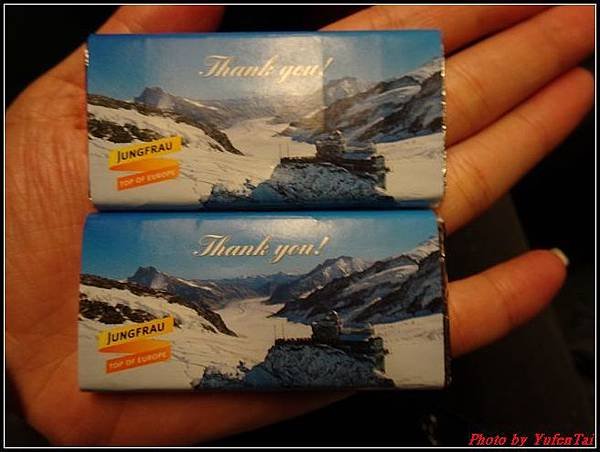 Thank you!
JUNGFRAU
TOP OF EUROPE
Thank you!
JUNGFRAU
TOP OF EUROPE
Photo by YufenTai